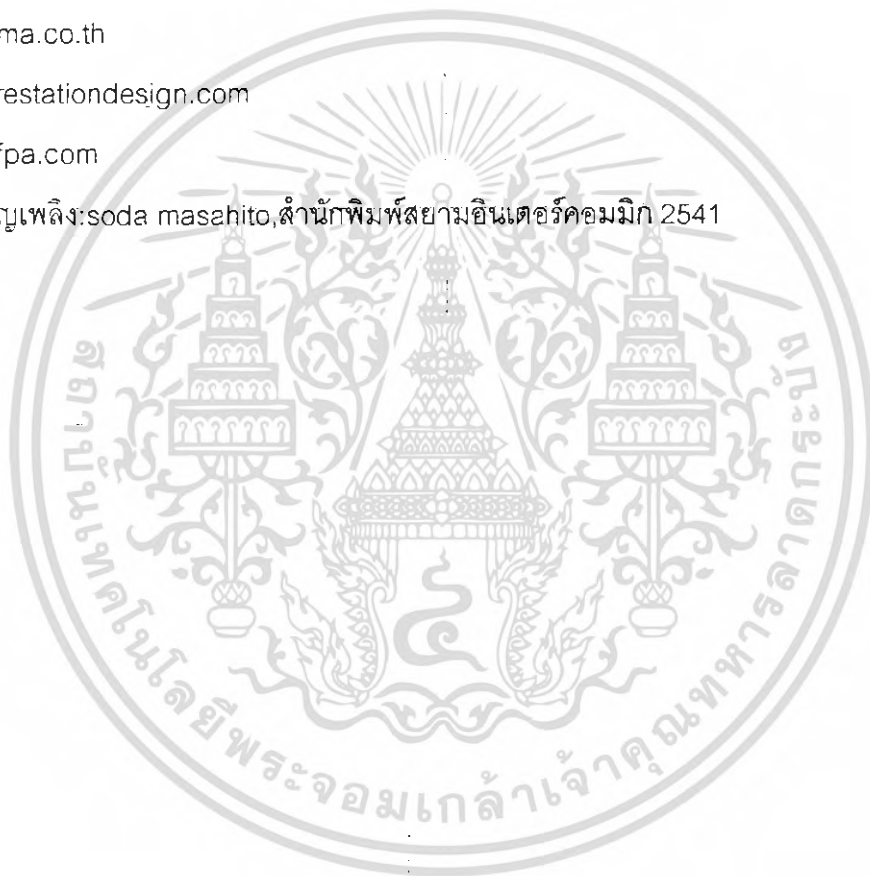 ma.co.th
restationdesign.com
fpa.com
ญเพลิง:soda masahito,สำนักพิมพ์สยามอินเตอร์คอมมิก 2541
สถาบันเทคโนโลยีพระจอมเกล้าเจ้าคุณทหารลาดกระบัง